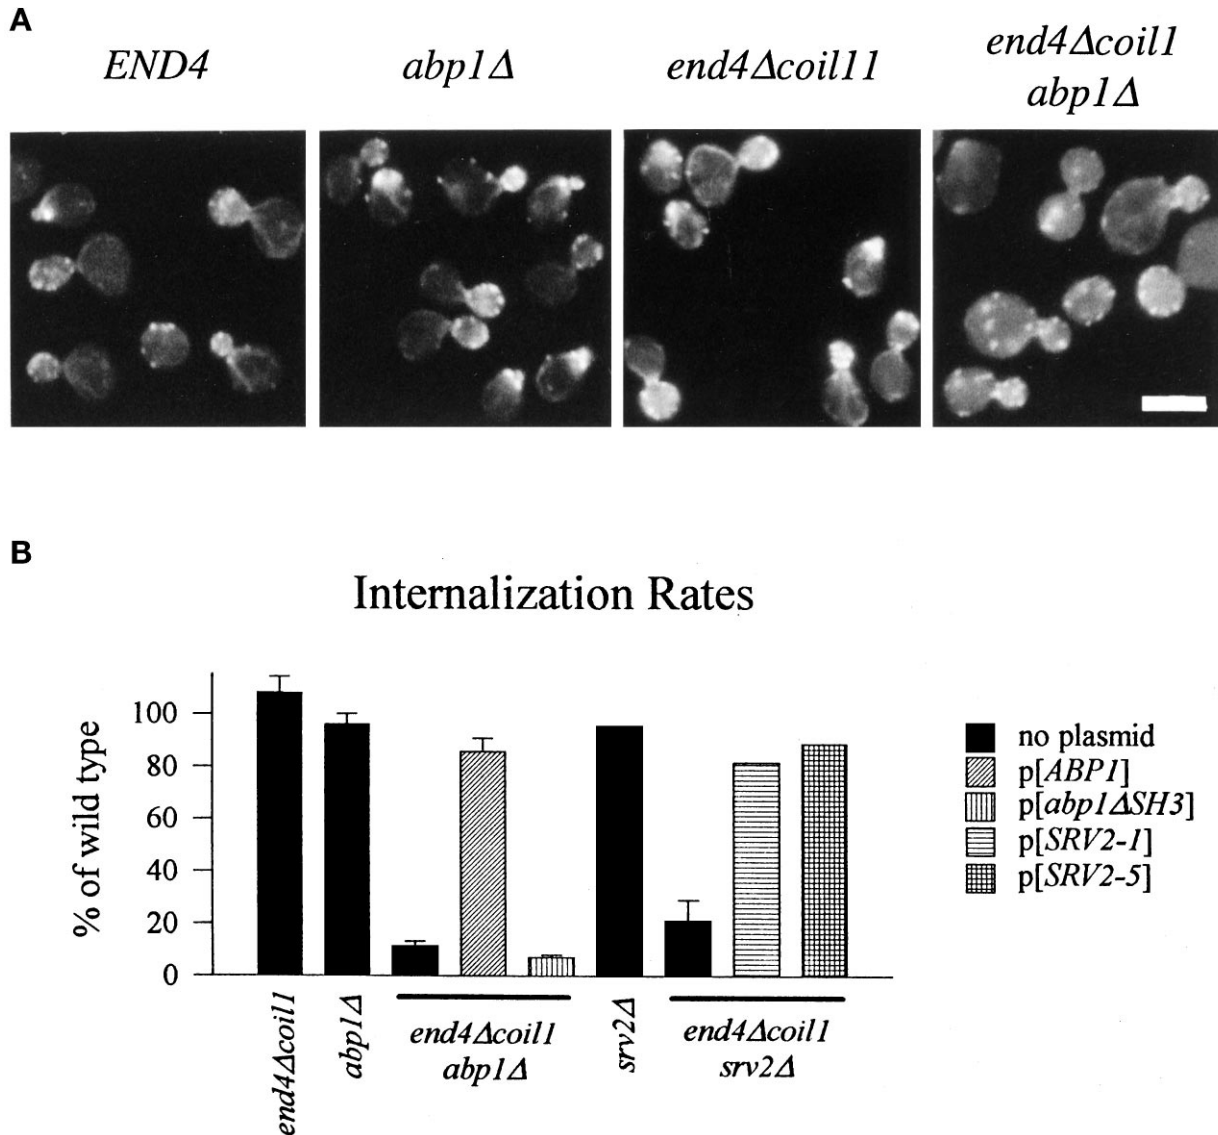 A
END4
abp1Δ
end4Δcoil11
end4Δcoil1
abp1Δ
B
Internalization Rates
% of wild type
100
80
60
40
20
0
end4Δcoil1
abp1Δ
end4Δcoil1
abp1Δ
srv2Δ
end4Δcoil1
srv2Δ
no plasmid
p[ABP1]
p[abp1ΔSH3]
p[SRV2-1]
p[SRV2-5]